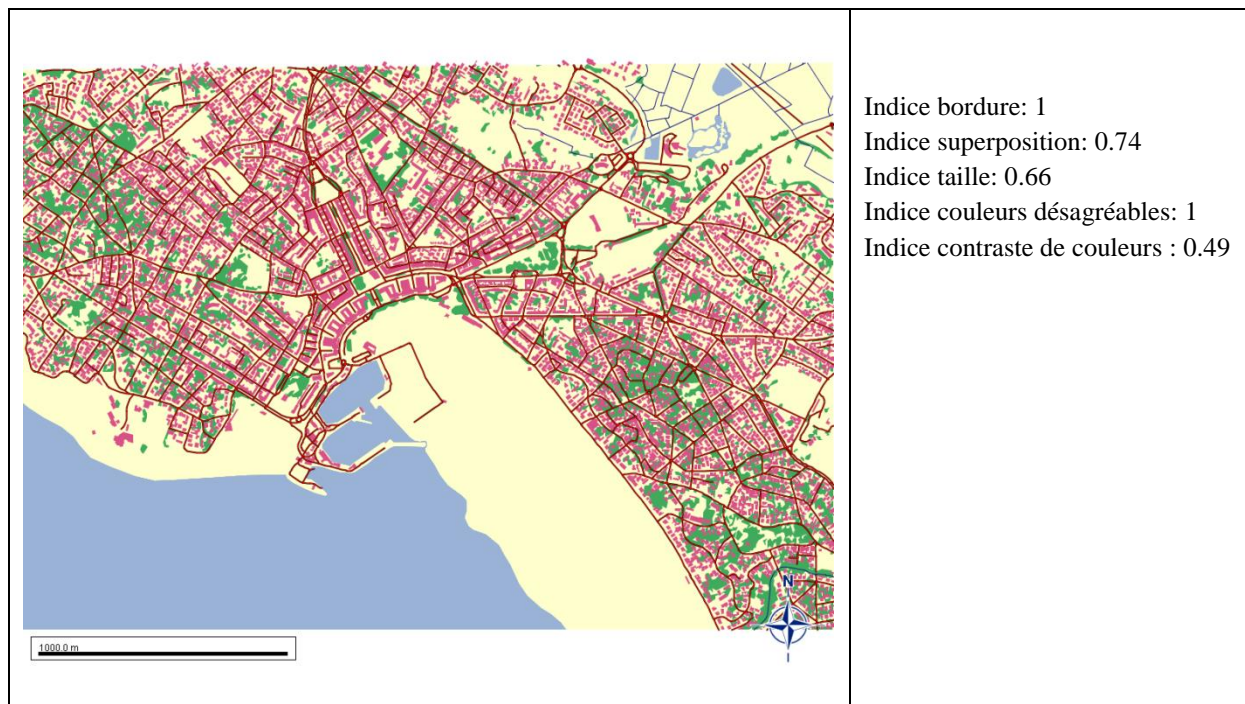 Indice bordure: 1
Indice superposition: 0.74
Indice taille: 0.66
Indice couleurs désagréables: 1
Indice contraste de couleurs : 0.49
N
1000.0 m